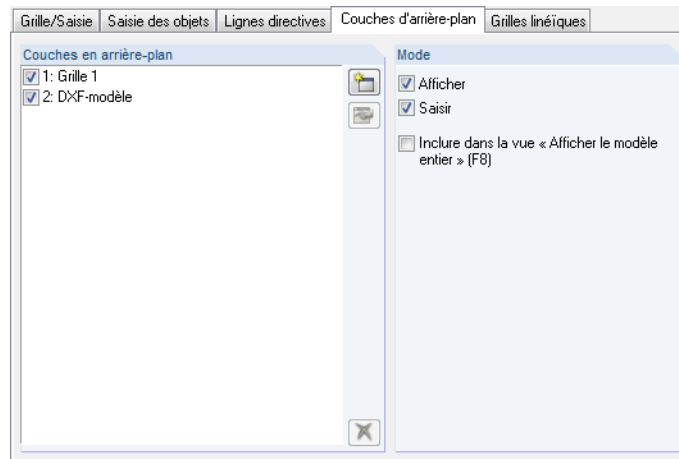 Grille/Saisie Saisie des objets Lignes directives Couches d'arrière-plan Grilles linéïques
Couches en arrière-plan
1: Grille 1
2: DXF-modèle
Mode
Afficher
Saisir
Inclure dans la vue « Afficher le modèle
entier » (F8)